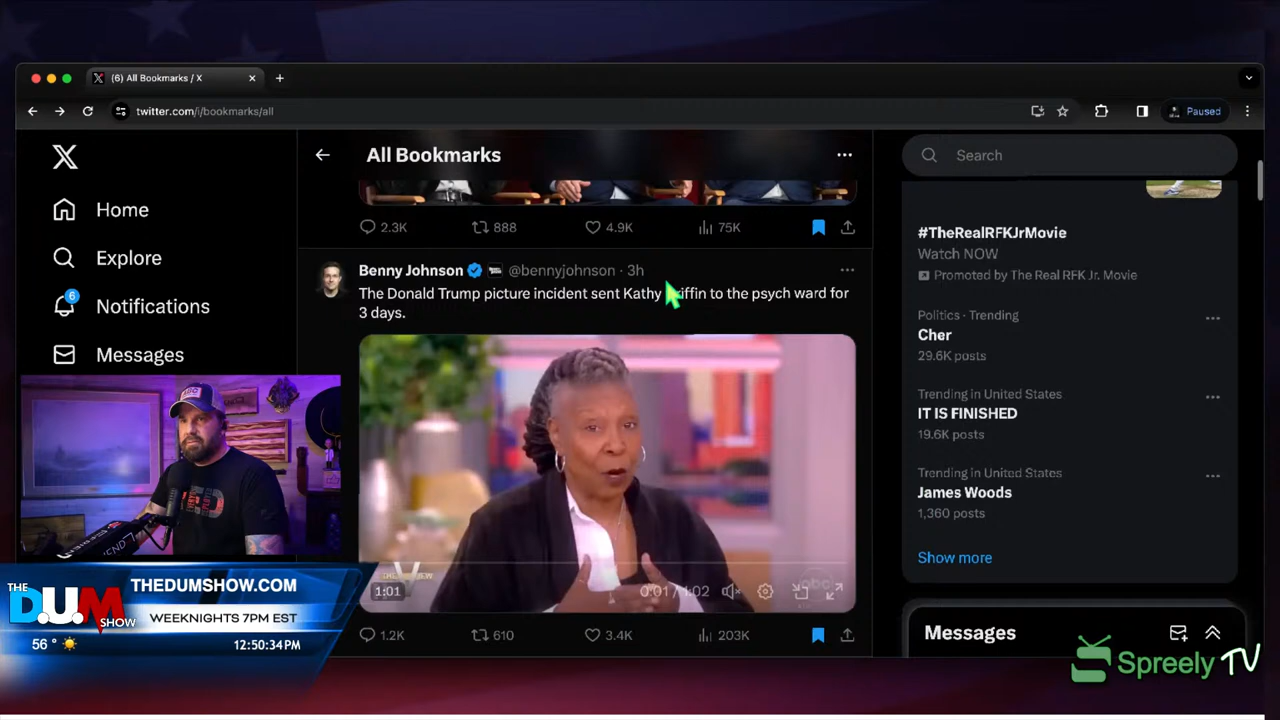 (6) All Bookmarks / X
twitter.com/i/bookmarks/all
Paused
All Bookmarks
Search
Home
Explore
6
Notifications
Messages
2.3K
888
4.9K
75K
Benny Johnson
@bennyjohnson · 3h
The Donald Trump picture incident sent Kathy Griffin to the psych ward for
3 days.
1:01
0:01 / 1:02
abc
1.2K
610
3.4K
203K
#TheRealRFKJrMovie
Watch NOW
Promoted by The Real RFK Jr. Movie
Politics · Trending
Cher
29.6K posts
Trending in United States
IT IS FINISHED
19.6K posts
Trending in United States
James Woods
1,360 posts
Show more
Messages
THE
D.U.M
SHOW
THEDUMSHOW.COM
WEEKNIGHTS 7PM EST
56 °
12:50:34PM
Spreely TV